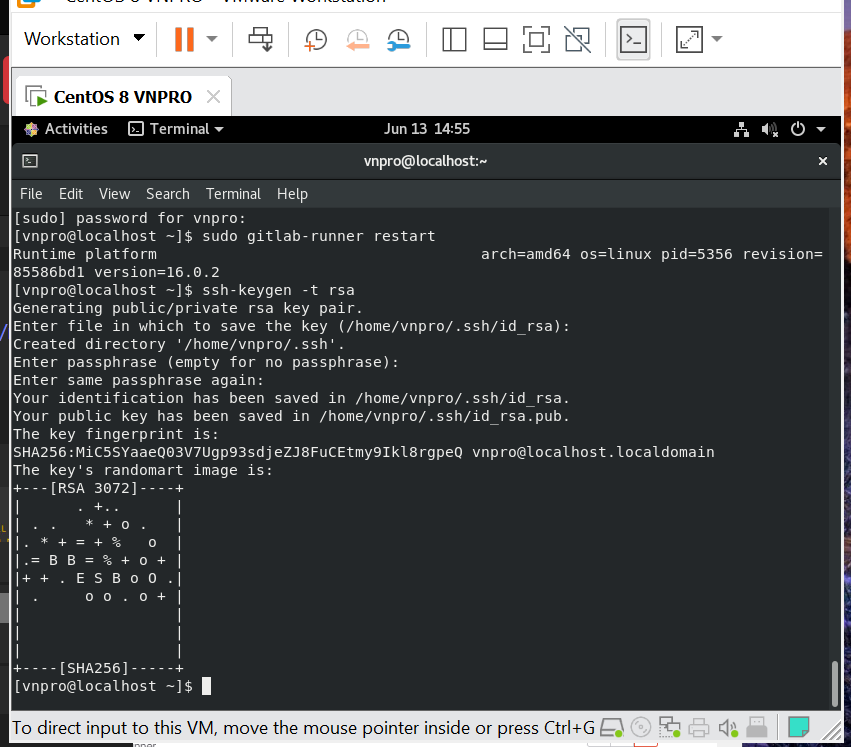 CentOS 8 VNPRO - VMware Workstation
Workstation
CentOS 8 VNPRO
Activities Terminal Jun 13 14:55
vnpro@localhost:~
File Edit View Search Terminal Help
[sudo] password for vnpro:
[vnpro@localhost ~]$ sudo gitlab-runner restart
Runtime platform                                    arch=amd64 os=linux pid=5356 revision=
85586bd1 version=16.0.2
[vnpro@localhost ~]$ ssh-keygen -t rsa
Generating public/private rsa key pair.
Enter file in which to save the key (/home/vnpro/.ssh/id_rsa):
Created directory '/home/vnpro/.ssh'.
Enter passphrase (empty for no passphrase):
Enter same passphrase again:
Your identification has been saved in /home/vnpro/.ssh/id_rsa.
Your public key has been saved in /home/vnpro/.ssh/id_rsa.pub.
The key fingerprint is:
SHA256:MiC5SYaaeQ03V7Ugp93sdjeZJ8FuCEtmy9Ikl8rgpeQ vnpro@localhost.localdomain
The key's randomart image is:
+---[RSA 3072]----+
|      . +..      |
| . .   * + o .   |
|. * + = + %   o  |
|.= B B = % + o + |
|+ + . E S B o O .|
| .     o o . o + |
|                 |
|                 |
|                 |
+----[SHA256]-----+
[vnpro@localhost ~]$
To direct input to this VM, move the mouse pointer inside or press Ctrl+G